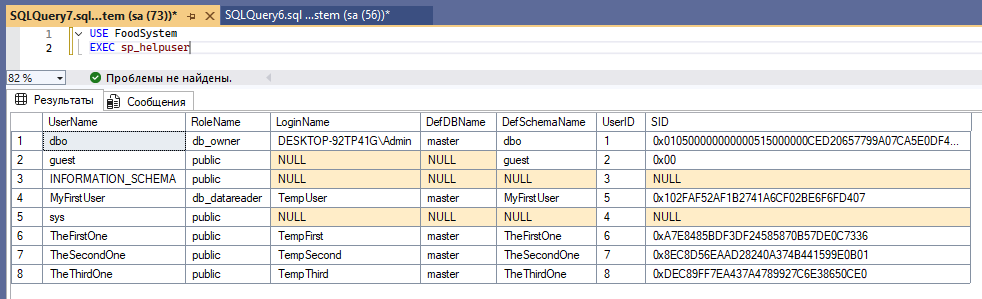 SQLQuery7.sql...tem (sa (73))* SQLQuery6.sql ...stem (sa (56))*
1 USE FoodSystem
2 EXEC sp_helpuser
82 % Проблемы не найдены.
Результаты Сообщения
UserName RoleName LoginName DefDBName DefSchemaName UserID SID
1 dbo db_owner DESKTOP-92TP41G\Admin master dbo 1 0x010500000000000515000000CED20657799A07CA5E0DF4...
2 guest public NULL NULL guest 2 0x00
3 INFORMATION_SCHEMA public NULL NULL NULL 3 NULL
4 MyFirstUser db_datareader TempUser master MyFirstUser 5 0x102FAF52AF1B2741A6CF02BE6F6FD407
5 sys public NULL NULL NULL 4 NULL
6 TheFirstOne public TempFirst master TheFirstOne 6 0xA7E8485BDF3DF24585870B57DE0C7336
7 TheSecondOne public TempSecond master TheSecondOne 7 0x8EC8D56EAAD28240A374B441599E0B01
8 TheThirdOne public TempThird master TheThirdOne 8 0xDEC89FF7EA437A4789927C6E38650CE0